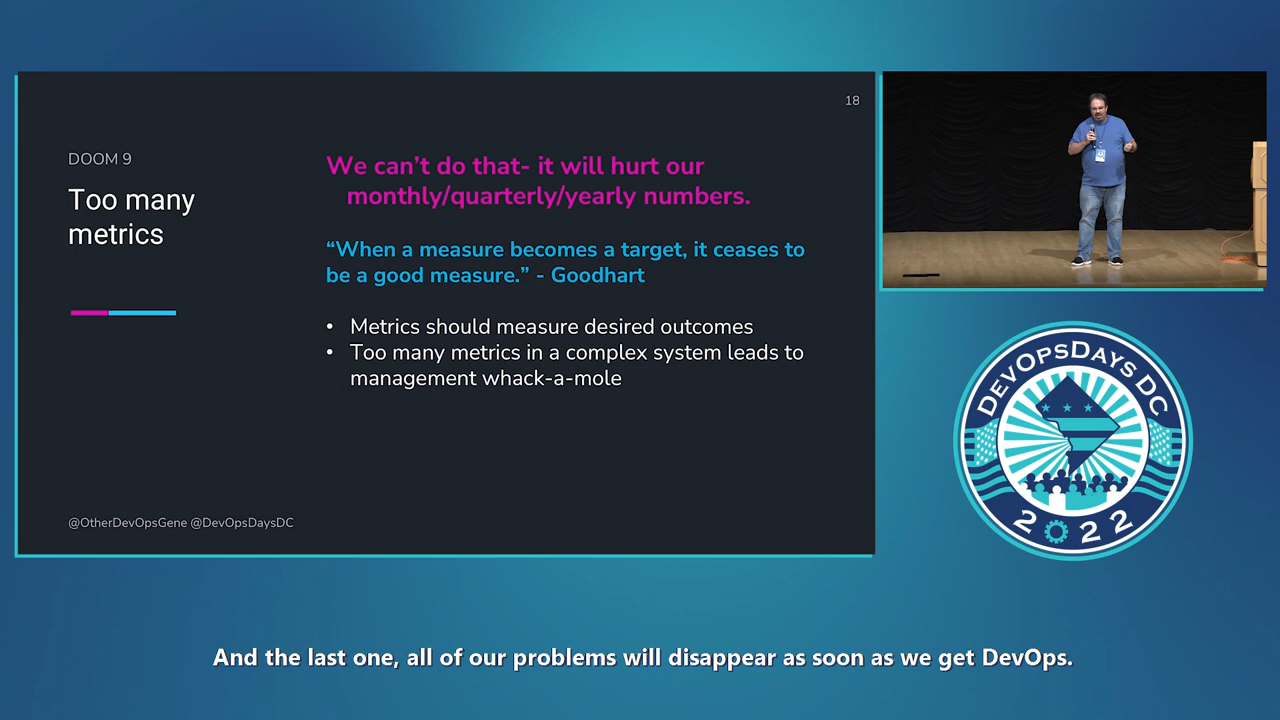 18
DOOM 9
Too many
metrics
We can’t do that- it will hurt our
monthly/quarterly/yearly numbers.
“When a measure becomes a target, it ceases to
be a good measure.” - Goodhart
• Metrics should measure desired outcomes
• Too many metrics in a complex system leads to
management whack-a-mole
@OtherDevOpsGene @DevOpsDaysDC
DEVOPSDAYS DC
2022
And the last one, all of our problems will disappear as soon as we get DevOps.